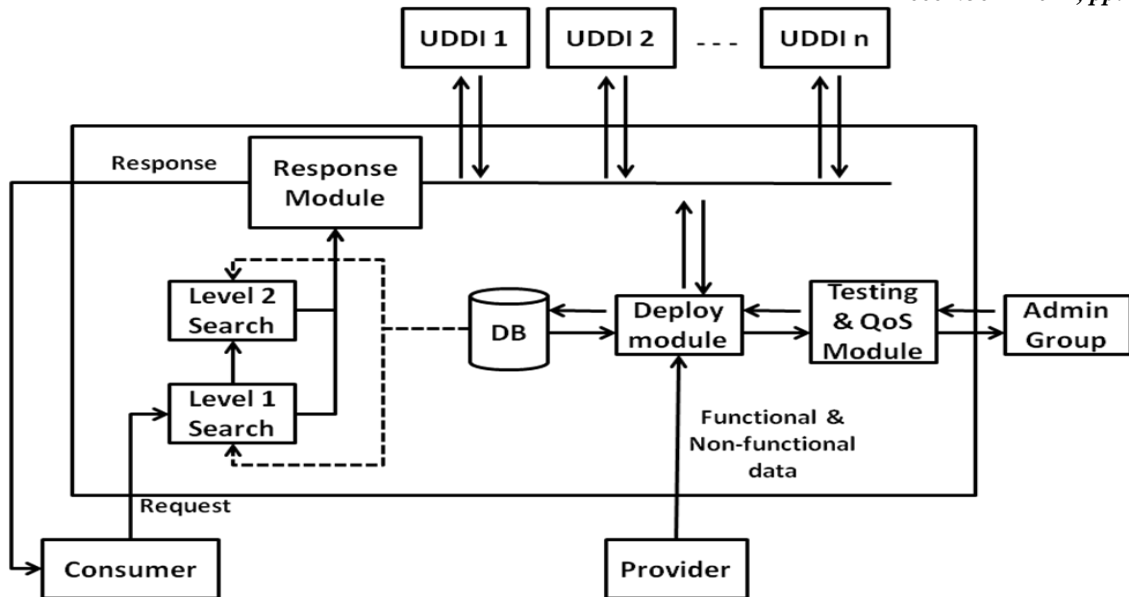 UDDI 1
UDDI 2
- - -
UDDI n
Response
Response
Module
Level 2
Search
DB
Deploy
module
Testing
& QoS
Module
Admin
Group
Level 1
Search
Functional &
Non-functional
data
Request
Consumer
Provider